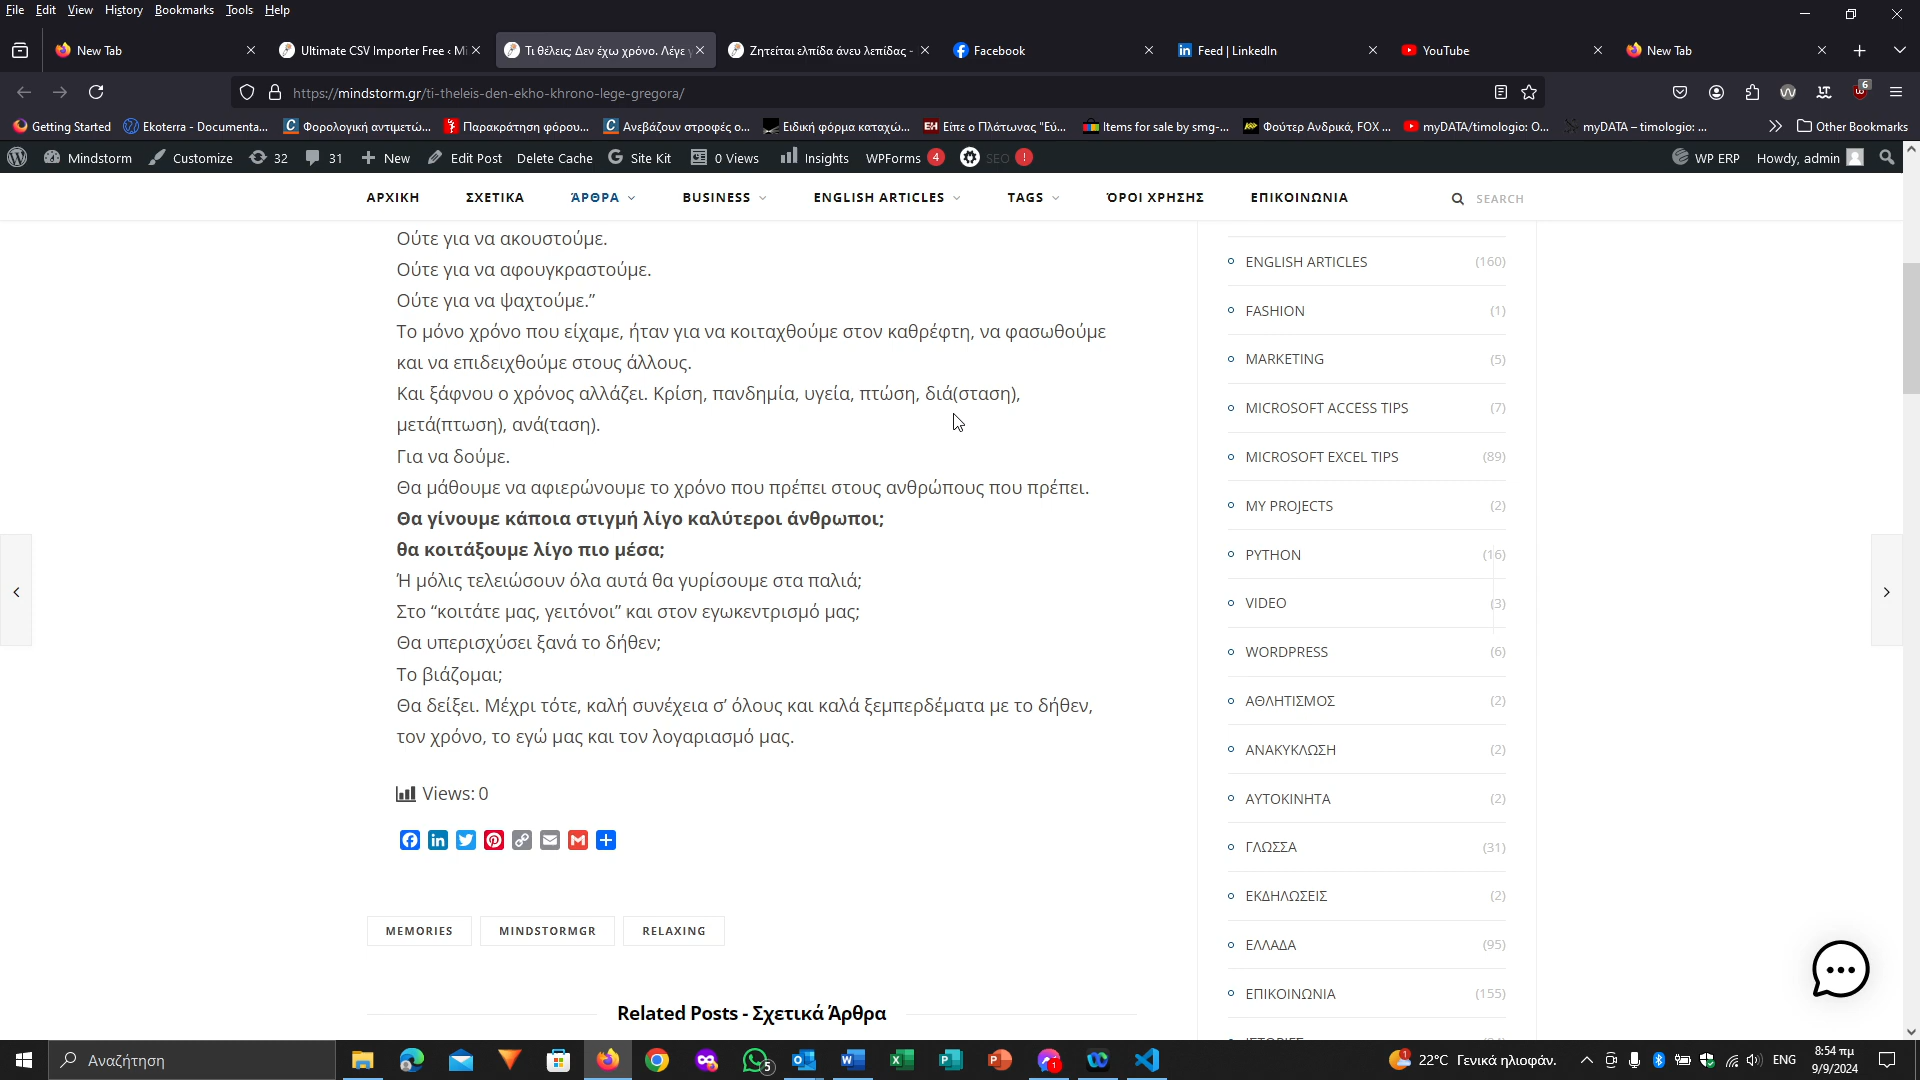 File Edit View History Bookmarks Tools Help
New Tab
Ultimate CSV Importer Free ‹ Mi
Τι θέλεις; Δεν έχω χρόνο. Λέγε γ
Ζητείται ελπίδα άνευ λεπίδας -
Facebook
Feed | LinkedIn
YouTube
New Tab
https://mindstorm.gr/ti-theleis-den-ekho-khrono-lege-gregora/
6
Getting Started
Ekoterra - Documenta...
Φορολογική αντιμετώ...
Παρακράτηση φόρου...
Ανεβάζουν στροφές ο...
Ειδική φόρμα καταχώ...
Είπε ο Πλάτωνας "Εύ...
Items for sale by smg-...
Φούτερ Ανδρικά, FOX ...
myDATA/timologio: Ο...
myDATA – timologio: ...
Other Bookmarks
Mindstorm Customize 32 31 New Edit Post Delete Cache Site Kit 0 Views Insights WPForms 4 SEO ! WP ERP Howdy, admin
ΑΡΧΙΚΗ ΣΧΕΤΙΚΑ ΆΡΘΡΑ BUSINESS ENGLISH ARTICLES TAGS ΌΡΟΙ ΧΡΗΣΗΣ ΕΠΙΚΟΙΝΩΝΙΑ SEARCH
Ούτε για να ακουστούμε.
Ούτε για να αφουγκραστούμε.
Ούτε για να ψαχτούμε.”
Το μόνο χρόνο που είχαμε, ήταν για να κοιταχθούμε στον καθρέφτη, να φασωθούμε
και να επιδειχθούμε στους άλλους.
Και ξάφνου ο χρόνος αλλάζει. Κρίση, πανδημία, υγεία, πτώση, διά(σταση),
μετά(πτωση), ανά(ταση).
Για να δούμε.
Θα μάθουμε να αφιερώνουμε το χρόνο που πρέπει στους ανθρώπους που πρέπει.
Θα γίνουμε κάποια στιγμή λίγο καλύτεροι άνθρωποι;
θα κοιτάξουμε λίγο πιο μέσα;
Ή μόλις τελειώσουν όλα αυτά θα γυρίσουμε στα παλιά;
Στο “κοιτάτε μας, γειτόνοι” και στον εγωκεντρισμό μας;
Θα υπερισχύσει ξανά το δήθεν;
Το βιάζομαι;
Θα δείξει. Μέχρι τότε, καλή συνέχεια σ’ όλους και καλά ξεμπερδέματα με το δήθεν,
τον χρόνο, το εγώ μας και τον λογαριασμό μας.
Views: 0
MEMORIES MINDSTORMGR RELAXING
Related Posts - Σχετικά Άρθρα
ENGLISH ARTICLES (160)
FASHION (1)
MARKETING (5)
MICROSOFT ACCESS TIPS (7)
MICROSOFT EXCEL TIPS (89)
MY PROJECTS (2)
PYTHON (16)
VIDEO (3)
WORDPRESS (6)
ΑΘΛΗΤΙΣΜΟΣ (2)
ΑΝΑΚΥΚΛΩΣΗ (2)
ΑΥΤΟΚΙΝΗΤΑ (2)
ΓΛΩΣΣΑ (31)
ΕΚΔΗΛΩΣΕΙΣ (2)
ΕΛΛΑΔΑ (95)
ΕΠΙΚΟΙΝΩΝΙΑ (155)
Αναζήτηση
5
1
1
22°C Γενικά ηλιοφάν.
ENG
8:54 πμ
9/9/2024